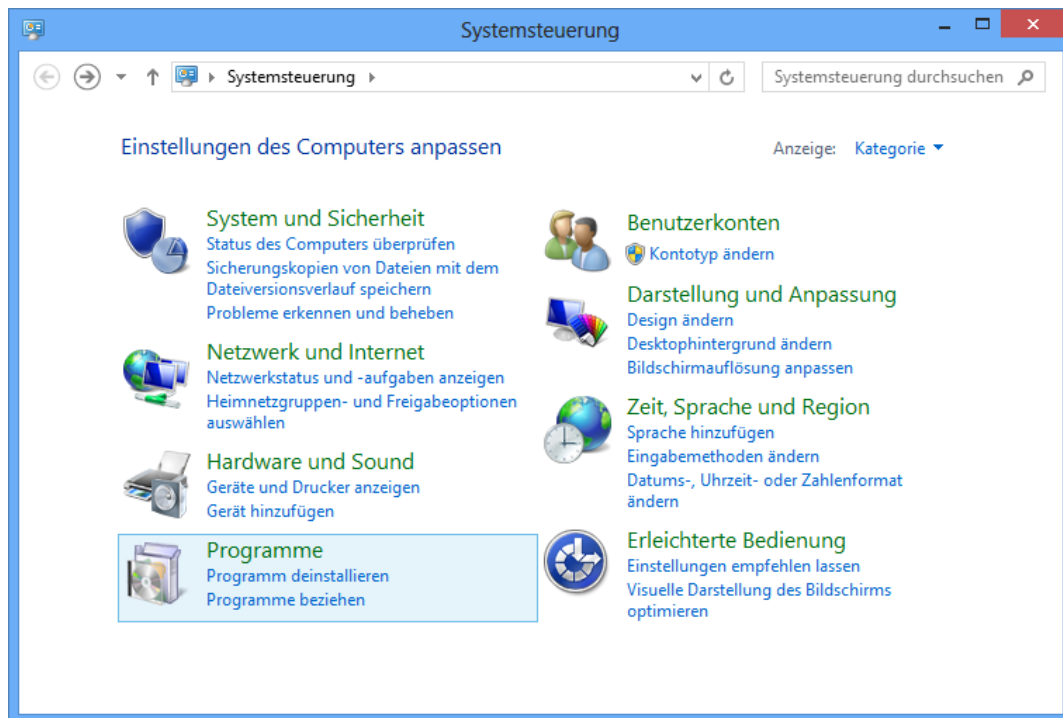 Systemsteuerung
Systemsteuerung
Systemsteuerung durchsuchen
Einstellungen des Computers anpassen
Anzeige: Kategorie
System und Sicherheit
Status des Computers überprüfen
Sicherungskopien von Dateien mit dem
Dateiversionsverlauf speichern
Probleme erkennen und beheben
Netzwerk und Internet
Netzwerkstatus und -aufgaben anzeigen
Heimnetzgruppen- und Freigabeoptionen
auswählen
Hardware und Sound
Geräte und Drucker anzeigen
Gerät hinzufügen
Programme
Programm deinstallieren
Programme beziehen
Benutzerkonten
Kontotyp ändern
Darstellung und Anpassung
Design ändern
Desktophintergrund ändern
Bildschirmauflösung anpassen
Zeit, Sprache und Region
Sprache hinzufügen
Eingabemethoden ändern
Datums-, Uhrzeit- oder Zahlenformat
ändern
Erleichterte Bedienung
Einstellungen empfehlen lassen
Visuelle Darstellung des Bildschirms
optimieren